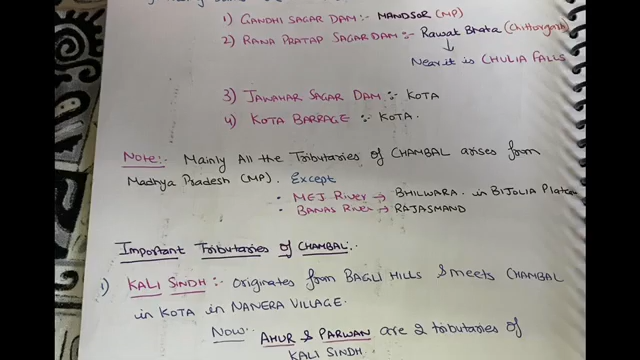 1) GANDHI SAGAR DAM :- MANDSOR (MP)
2) RANA PRATAP SAGAR DAM :- Rawat Bhata (Chittorgarh)
Near it is CHULIA FALLS
3) JAWAHAR SAGAR DAM :- KOTA
4) KOTA BARRAGE :- KOTA.
Note:- Mainly All the Tributaries of CHAMBAL arises from
Madhya Pradesh (MP). Except
• MEJ River → BHILWARA in BIJOLIA
• BANAS River → RAJASMAND
Important Tributaries of CHAMBAL:-
1) KALI SINDH :- originates from BAGLI HILLS & meets CHAMBAL
in KOTA in NANERA VILLAGE.
Now: AHUR & PARWAN are 2 tributaries of
KALI SINDH.